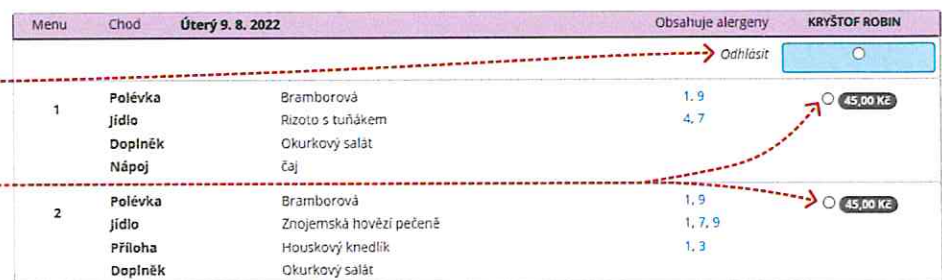 Menu Chod Úterý 9. 8. 2022 Obsahuje alergeny KRYŠTOF ROBIN
Odhlásit
1 Polévka Bramborová 1, 9 45,00 Kč
Jídlo Rizoto s tuňákem 4, 7
Doplněk Okurkový salát
Nápoj čaj
2 Polévka Bramborová 1, 9 45,00 Kč
Jídlo Znojemská hovězí pečeně 1, 7, 9
Příloha Houskový knedlík 1, 3
Doplněk Okurkový salát